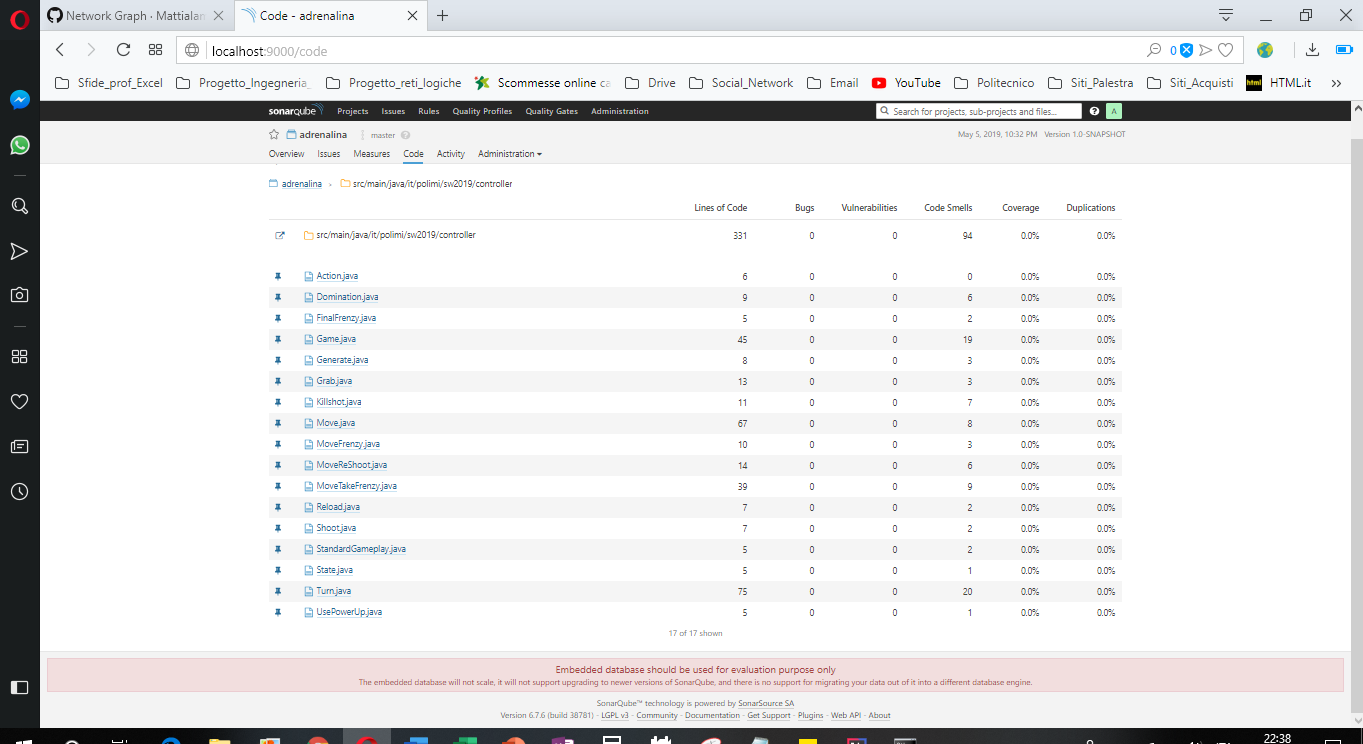 Network Graph · Mattialan
Code - adrenalina
localhost:9000/code
0
Sfide_prof_Excel Progetto_Ingegneria_ Progetto_reti_logiche Scommesse online ca Drive Social_Network Email YouTube Politecnico Siti_Palestra Siti_Acquisti html HTML.it
sonarqube Projects Issues Rules Quality Profiles Quality Gates Administration Search for projects, sub-projects and files... ? A
adrenalina master ? May 5, 2019, 10:32 PM Version 1.0-SNAPSHOT
Overview Issues Measures Code Activity Administration
adrenalina › src/main/java/it/polimi/sw2019/controller
Lines of Code Bugs Vulnerabilities Code Smells Coverage Duplications
src/main/java/it/polimi/sw2019/controller 331 0 0 94 0.0% 0.0%
Action.java 6 0 0 0 0.0% 0.0%
Domination.java 9 0 0 6 0.0% 0.0%
FinalFrenzy.java 5 0 0 2 0.0% 0.0%
Game.java 45 0 0 19 0.0% 0.0%
Generate.java 8 0 0 3 0.0% 0.0%
Grab.java 13 0 0 3 0.0% 0.0%
Killshot.java 11 0 0 7 0.0% 0.0%
Move.java 67 0 0 8 0.0% 0.0%
MoveFrenzy.java 10 0 0 3 0.0% 0.0%
MoveReShoot.java 14 0 0 6 0.0% 0.0%
MoveTakeFrenzy.java 39 0 0 9 0.0% 0.0%
Reload.java 7 0 0 2 0.0% 0.0%
Shoot.java 7 0 0 2 0.0% 0.0%
StandardGameplay.java 5 0 0 2 0.0% 0.0%
State.java 5 0 0 1 0.0% 0.0%
Turn.java 75 0 0 20 0.0% 0.0%
UsePowerUp.java 5 0 0 1 0.0% 0.0%
17 of 17 shown
Embedded database should be used for evaluation purpose only
The embedded database will not scale, it will not support upgrading to newer versions of SonarQube, and there is no support for migrating your data out of it into a different database engine.
SonarQube™ technology is powered by SonarSource SA
Version 6.7.6 (build 38781) - LGPL v3 - Community - Documentation - Get Support - Plugins - Web API - About
22:38